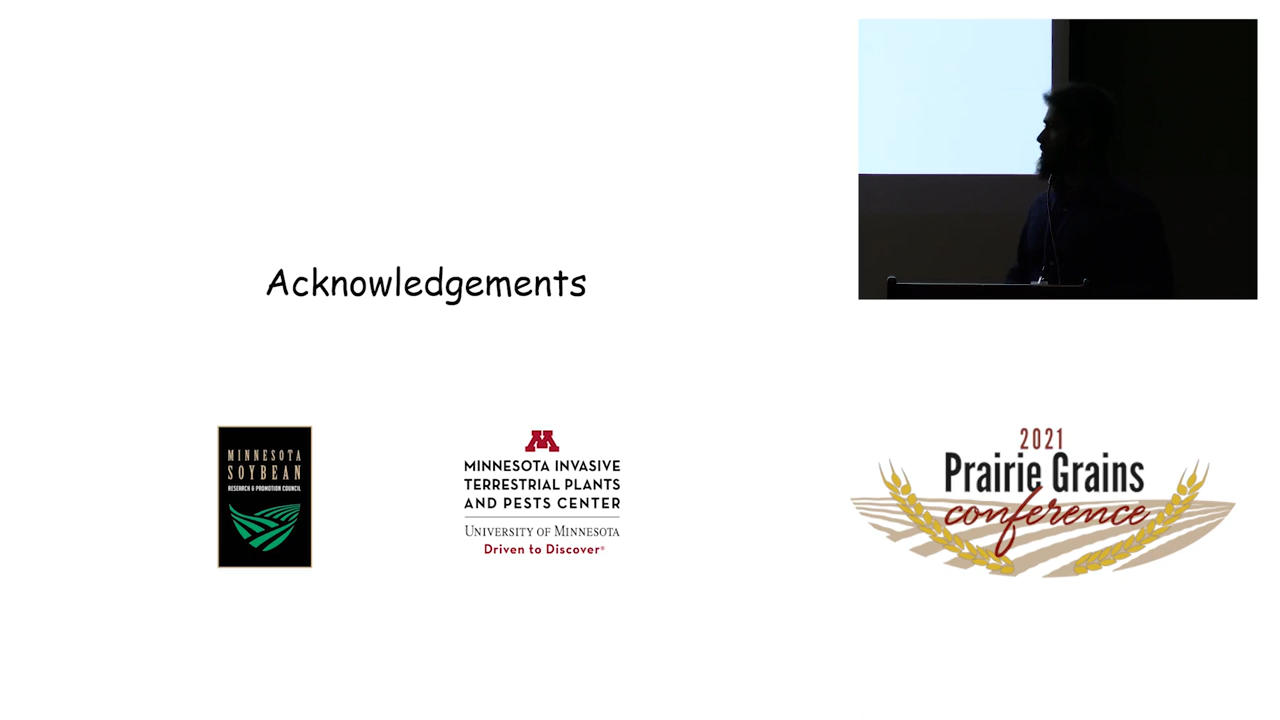 Acknowledgements
MINNESOTA
SOYBEAN
RESEARCH & PROMOTION COUNCIL
M
MINNESOTA INVASIVE
TERRESTRIAL PLANTS
AND PESTS CENTER
UNIVERSITY OF MINNESOTA
Driven to Discover®
2021
Prairie Grains
conference